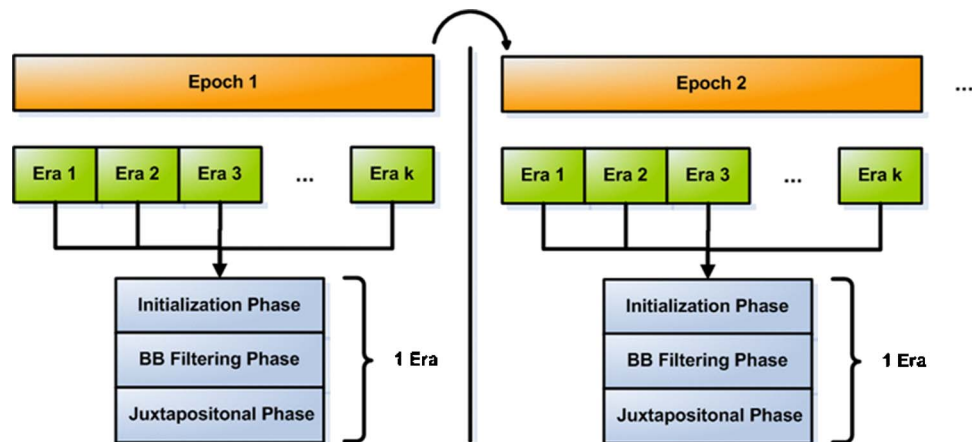 Epoch 1
Epoch 2
...
Era 1 Era 2 Era 3 ... Era k
Era 1 Era 2 Era 3 ... Era k
Initialization Phase
BB Filtering Phase
Juxtapositonal Phase
1 Era
Initialization Phase
BB Filtering Phase
Juxtapositonal Phase
1 Era